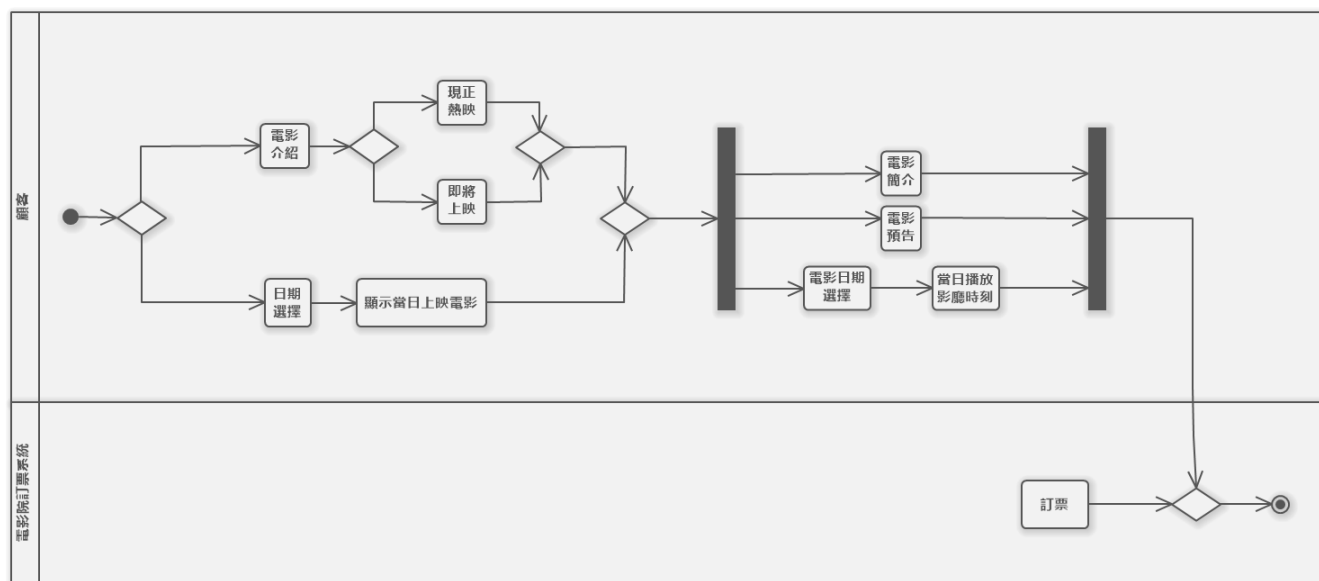 顧客
電影
介紹
現正
熱映
即將
上映
日期
選擇
顯示當日上映電影
電影
簡介
電影
預告
電影日期
選擇
當日播放
影廳時刻
電影院訂票系統
訂票